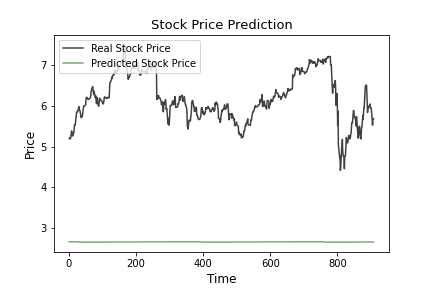 Stock Price Prediction
Real Stock Price
Predicted Stock Price
7
6
5
4
3
Price
0 200 400 600 800
Time